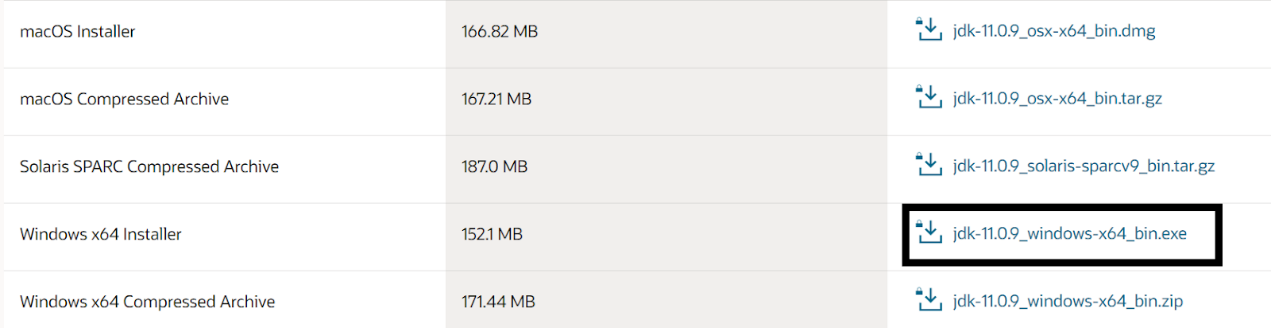 macOS Installer 166.82 MB jdk-11.0.9_osx-x64_bin.dmg
macOS Compressed Archive 167.21 MB jdk-11.0.9_osx-x64_bin.tar.gz
Solaris SPARC Compressed Archive 187.0 MB jdk-11.0.9_solaris-sparcv9_bin.tar.gz
Windows x64 Installer 152.1 MB jdk-11.0.9_windows-x64_bin.exe
Windows x64 Compressed Archive 171.44 MB jdk-11.0.9_windows-x64_bin.zip